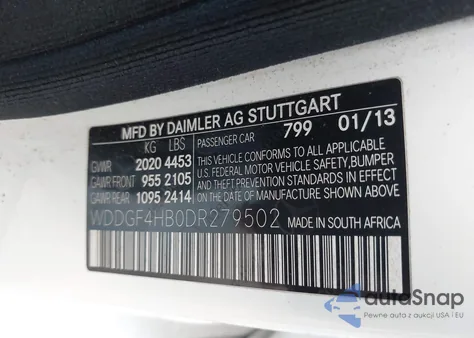 MFD BY DAIMLER AG STUTTGART
KG LBS PASSENGER CAR 799 01/13
GVWR 2020 4453 THIS VEHICLE CONFORMS TO ALL APPLICABLE
GAWR FRONT 955 2105 U.S. FEDERAL MOTOR VEHICLE SAFETY, BUMPER
GAWR REAR 1095 2414 AND THEFT PREVENTION STANDARDS IN EFFECT
ON THE DATE OF MANUFACTURE SHOWN ABOVE.
WDDGF4HB0DR279502 MADE IN SOUTH AFRICA
autoSnap
Pewne auta z aukcji USA i EU